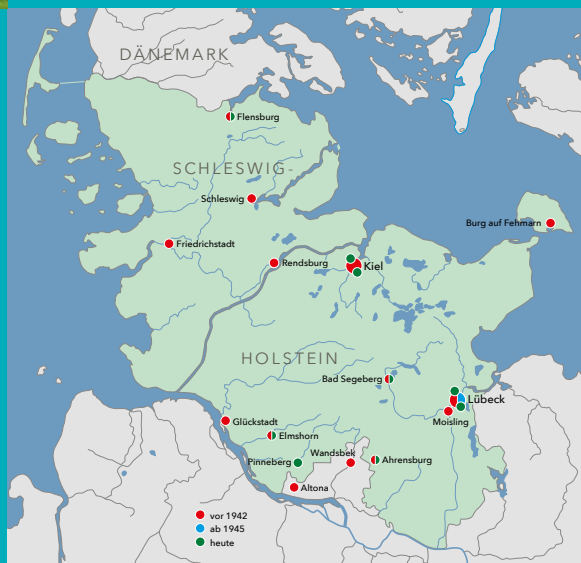 DÄNEMARK
Flensburg
SCHLESWIG-
Schleswig
Burg auf Fehmarn
Friedrichstadt
Rendsburg
Kiel
HOLSTEIN
Bad Segeberg
Lübeck
Moisling
Glückstadt
Elmshorn
Wandsbek
Pinneberg
Ahrensburg
Altona
vor 1942
ab 1945
heute